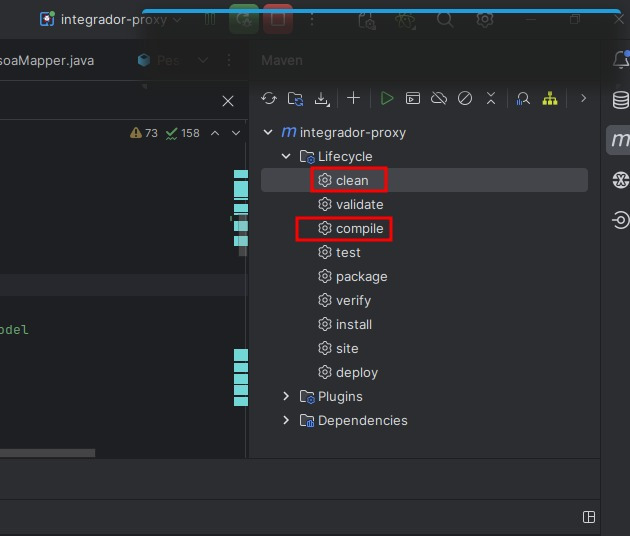 integrador-proxy
soaMapper.java
Pes
Maven
73 158
integrador-proxy
Lifecycle
clean
validate
compile
test
package
verify
install
site
deploy
Plugins
Dependencies
odel